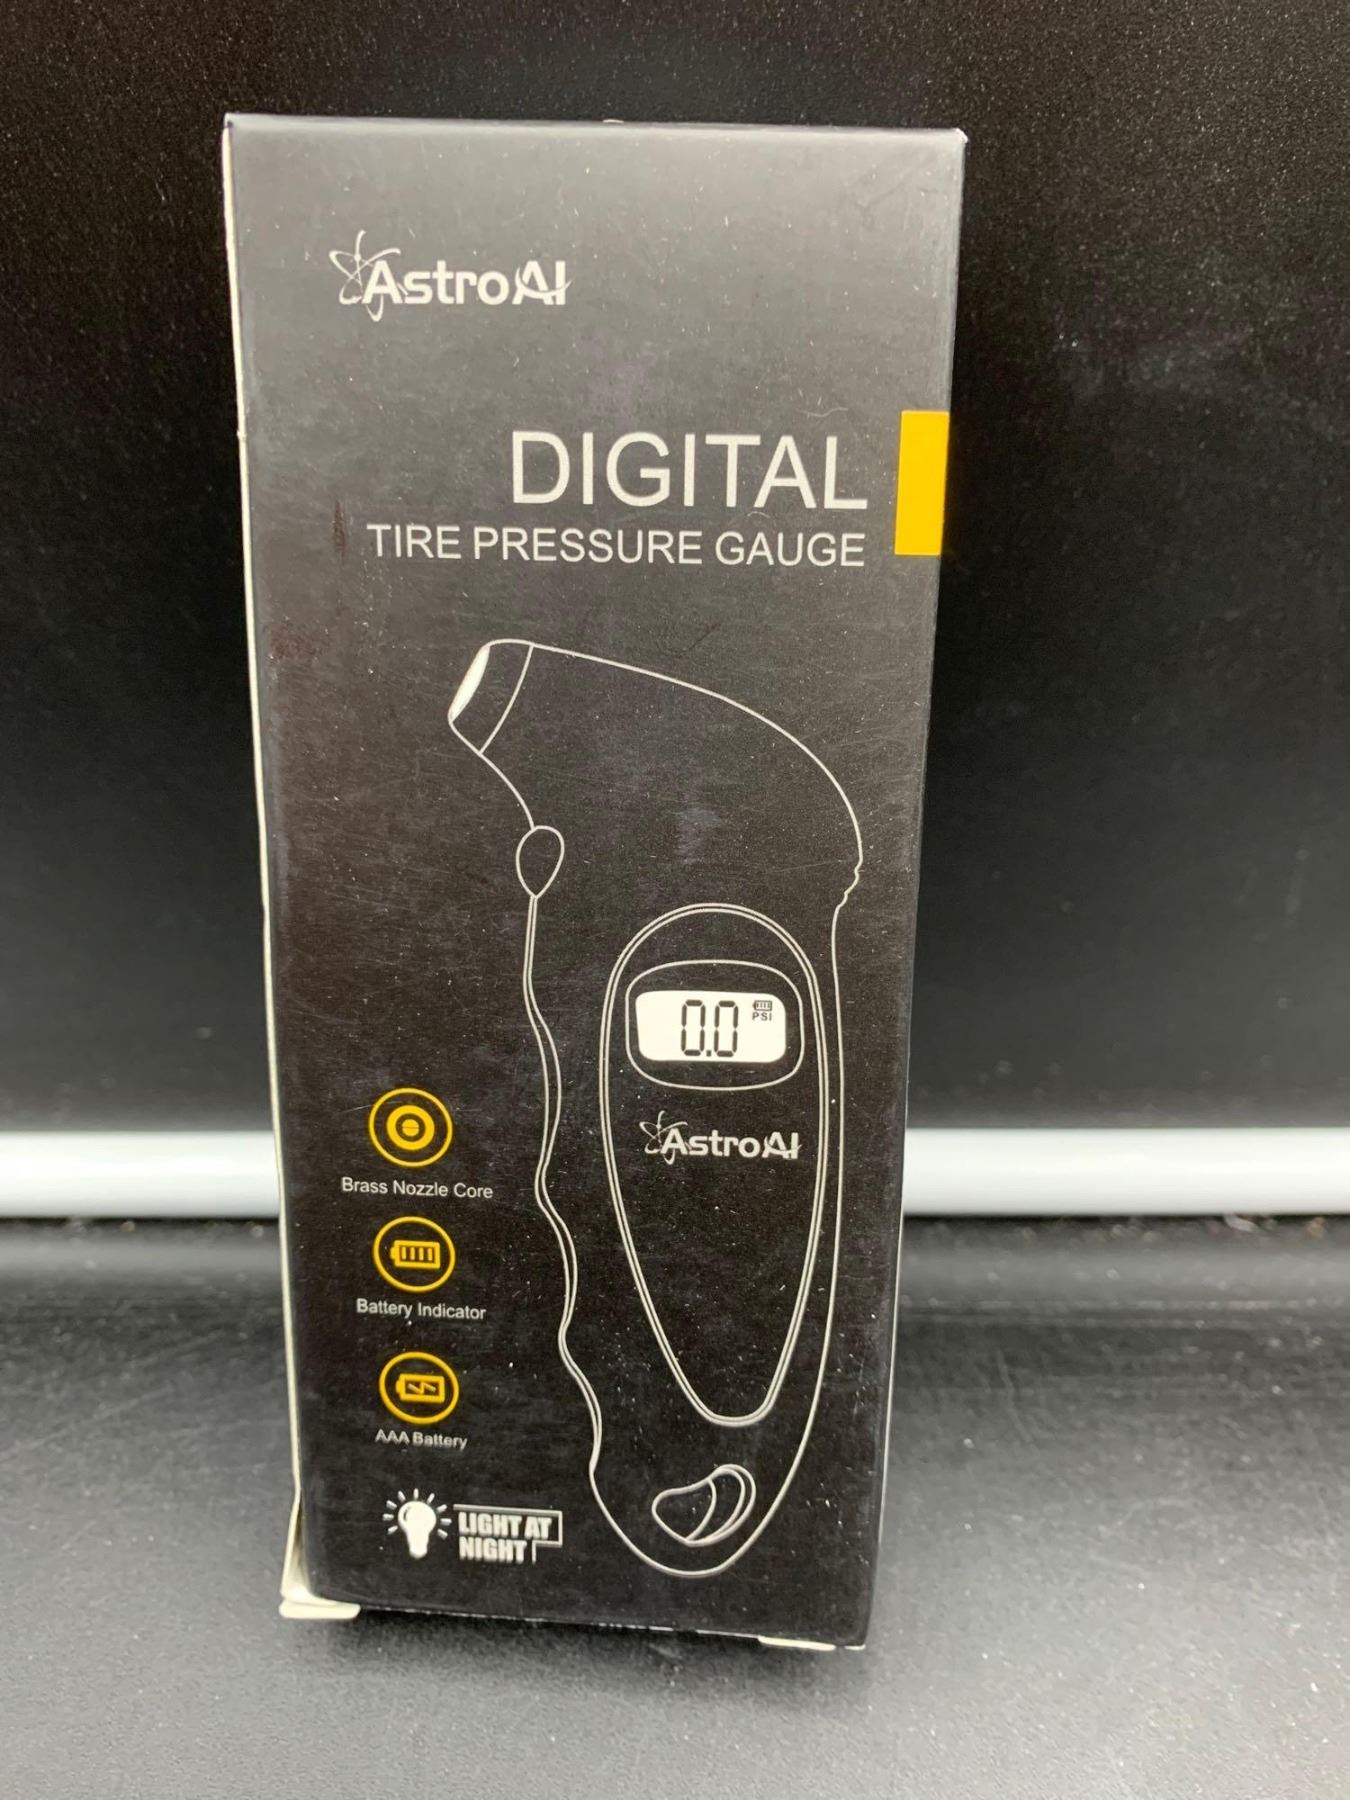 AstroAI
DIGITAL
TIRE PRESSURE GAUGE
0.0
PSI
AstroAI
Brass Nozzle Core
Battery Indicator
AAA Battery
LIGHT AT
NIGHT